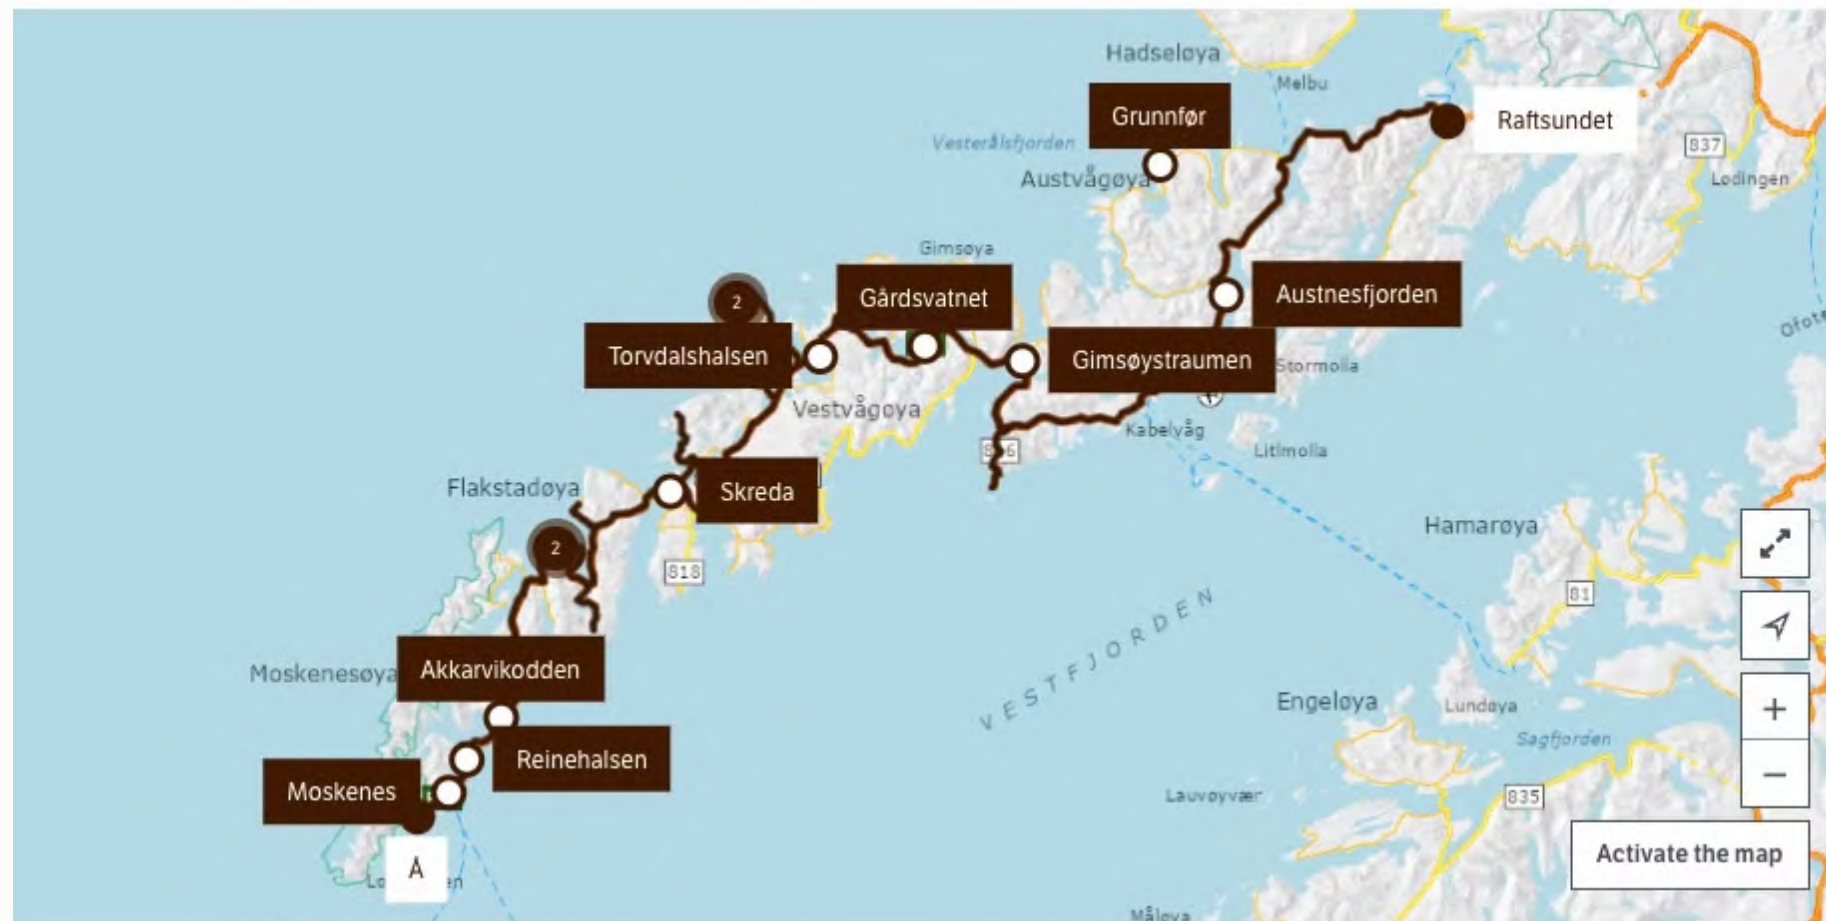 Hadseløya
Melbu
Grunnfør
Raftsundet
Vesterålsfjorden
837
Austvågøya
Lødingen
Gimsøya
Gårdsvatnet
Austnesfjorden
2
Torvdalshalsen
Gimsøystraumen
Stormolla
Vestvågøya
Kabelvåg
Litlmolla
Flakstadøya
Skreda
Hamarøya
2
818
81
VESTFJORDEN
Moskenesøya
Akkarvikodden
Engeløya
Lundøya
Sagfjorden
Reinehalsen
Moskenes
Lauvøyvær
835
Å
Activate the map
Måløya